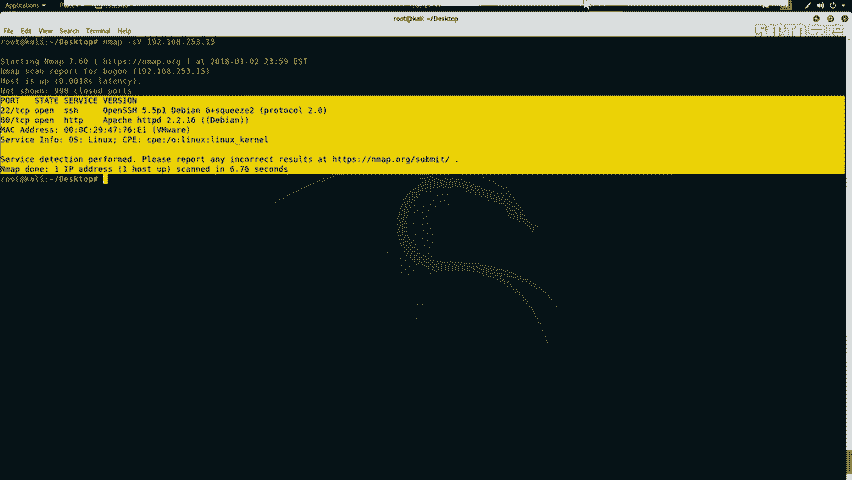 Applications
root@kali: ~/Desktop
File Edit View Search Terminal Help
root@kali:~/Desktop# nmap -sV 192.168.253.15
Starting Nmap 7.60 ( https://nmap.org ) at 2018-03-02 23:59 EST
Nmap scan report for bogon (192.168.253.15)
Host is up (0.0018s latency).
Not shown: 998 closed ports
PORT STATE SERVICE VERSION
22/tcp open ssh OpenSSH 5.5p1 Debian 6+squeeze2 (protocol 2.0)
80/tcp open http Apache httpd 2.2.16 ((Debian))
MAC Address: 00:0C:29:47:76:E1 (VMware)
Service Info: OS: Linux; CPE: cpe:/o:linux:linux_kernel
Service detection performed. Please report any incorrect results at https://nmap.org/submit/ .
Nmap done: 1 IP address (1 host up) scanned in 6.76 seconds
root@kali:~/Desktop#